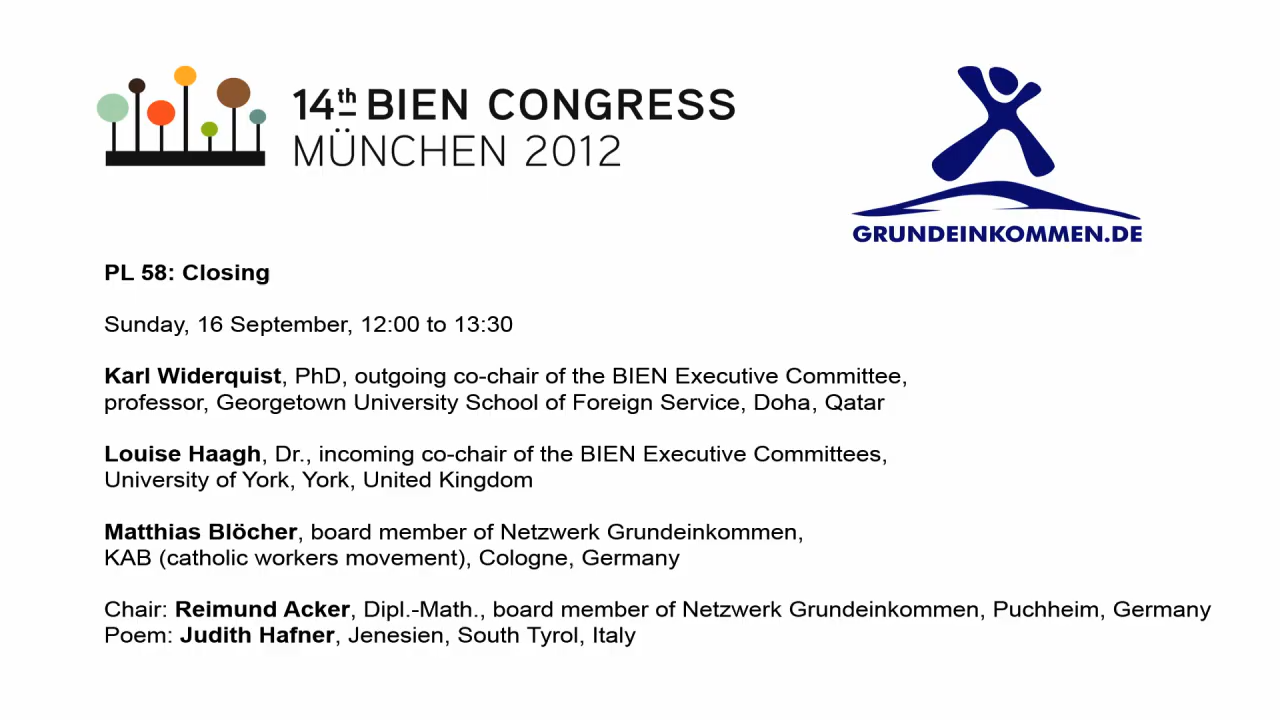 14th BIEN CONGRESS
MÜNCHEN 2012
GRUNDEINKOMMEN.DE
PL 58: Closing
Sunday, 16 September, 12:00 to 13:30
Karl Widerquist, PhD, outgoing co-chair of the BIEN Executive Committee,
professor, Georgetown University School of Foreign Service, Doha, Qatar
Louise Haagh, Dr., incoming co-chair of the BIEN Executive Committees,
University of York, York, United Kingdom
Matthias Blöcher, board member of Netzwerk Grundeinkommen,
KAB (catholic workers movement), Cologne, Germany
Chair: Reimund Acker, Dipl.-Math., board member of Netzwerk Grundeinkommen, Puchheim, Germany
Poem: Judith Hafner, Jenesien, South Tyrol, Italy